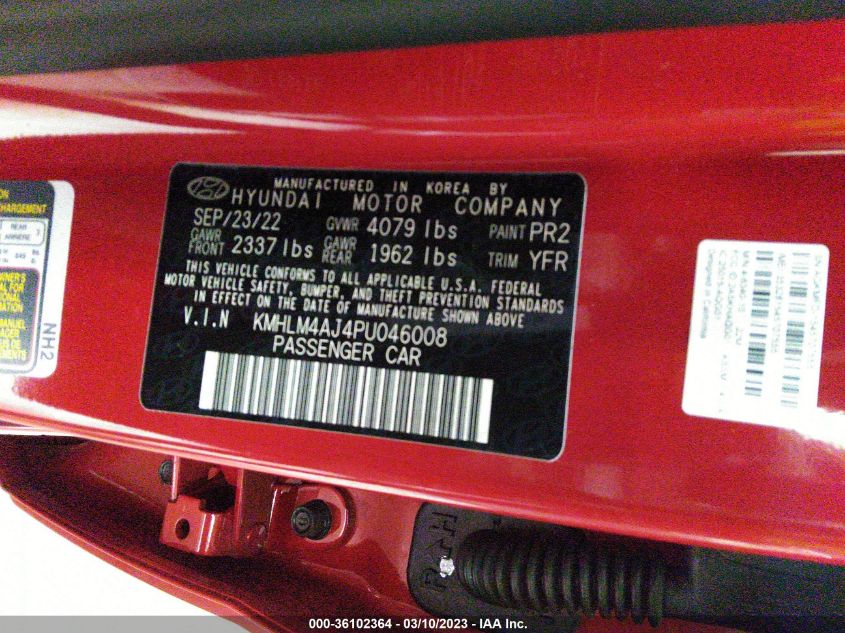 MANUFACTURED IN KOREA BY
HYUNDAI MOTOR COMPANY
SEP/23/22 GVWR 4079 lbs PAINT PR2
GAWR FRONT 2337 lbs GAWR REAR 1962 lbs TRIM YFR
THIS VEHICLE CONFORMS TO ALL APPLICABLE U.S.A. FEDERAL
MOTOR VEHICLE SAFETY, BUMPER, AND THEFT PREVENTION STANDARDS
IN EFFECT ON THE DATE OF MANUFACTURE SHOWN ABOVE
V.I.N KMHLM4AJ4PU046008
PASSENGER CAR
NH2
REAR
ARRIERE
MANUEL
000-36102364 - 03/10/2023 - IAA Inc.